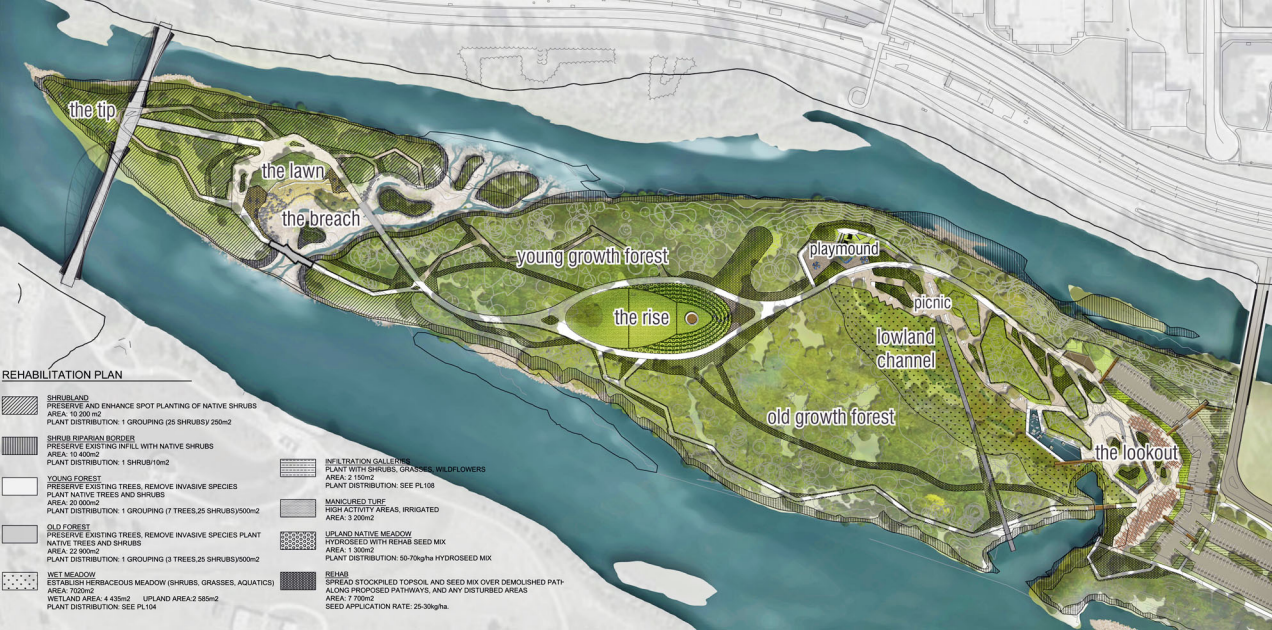 the tip
the lawn
the breach
young growth forest
playmound
the rise
picnic
lowland
channel
old growth forest
the lookout
REHABILITATION PLAN
SHRUBLAND
PRESERVE AND ENHANCE SPOT PLANTING OF NATIVE SHRUBS
AREA: 10 200 m2
PLANT DISTRIBUTION: 1 GROUPING (25 SHRUBS)/ 250m2
SHRUB RIPARIAN BORDER
PRESERVE EXISTING INFILL WITH NATIVE SHRUBS
AREA: 10 400m2
PLANT DISTRIBUTION: 1 SHRUB/10m2
YOUNG FOREST
PRESERVE EXISTING TREES, REMOVE INVASIVE SPECIES
PLANT NATIVE TREES AND SHRUBS
AREA: 20 000m2
PLANT DISTRIBUTION: 1 GROUPING (7 TREES,25 SHRUBS)/500m2
OLD FOREST
PRESERVE EXISTING TREES, REMOVE INVASIVE SPECIES PLANT
NATIVE TREES AND SHRUBS
AREA: 22 900m2
PLANT DISTRIBUTION: 1 GROUPING (3 TREES,25 SHRUBS)/500m2
WET MEADOW
ESTABLISH HERBACEOUS MEADOW (SHRUBS, GRASSES, AQUATICS)
AREA: 7020m2
WETLAND AREA: 4 435m2 UPLAND AREA:2 585m2
PLANT DISTRIBUTION: SEE PL104
INFILTRATION GALLERIES
PLANT WITH SHRUBS, GRASSES, WILDFLOWERS
AREA: 2 150m2
PLANT DISTRIBUTION: SEE PL108
MANICURED TURF
HIGH ACTIVITY AREAS, IRRIGATED
AREA: 3 200m2
UPLAND NATIVE MEADOW
HYDROSEED WITH REHAB SEED MIX
AREA: 1 300m2
PLANT DISTRIBUTION: 50-70kg/ha HYDROSEED MIX
REHAB
SPREAD STOCKPILED TOPSOIL AND SEED MIX OVER DEMOLISHED PATH
ALONG PROPOSED PATHWAYS, AND ANY DISTURBED AREAS
AREA: 7 700m2
SEED APPLICATION RATE: 25-30kg/ha.